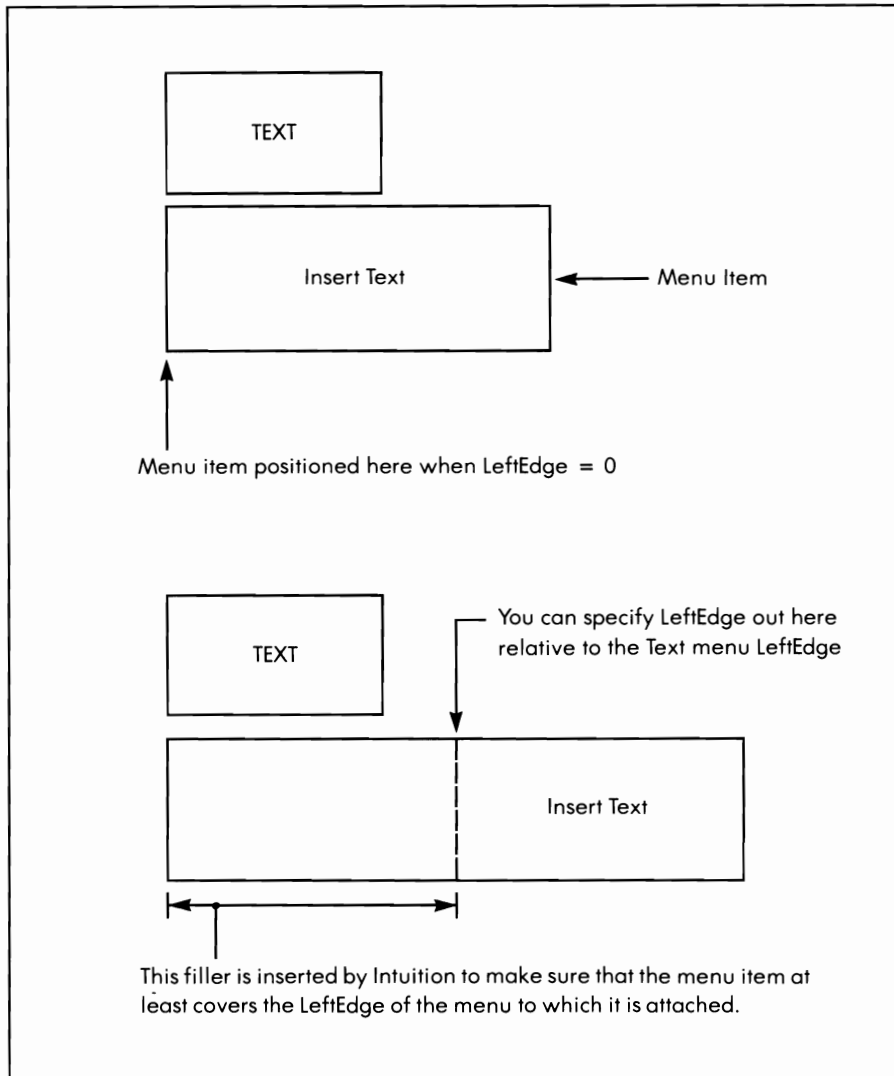 TEXT
Insert Text
Menu Item
Menu item positioned here when LeftEdge = 0
You can specify LeftEdge out here
relative to the Text menu LeftEdge
TEXT
Insert Text
This filler is inserted by Intuition to make sure that the menu item at
least covers the LeftEdge of the menu to which it is attached.